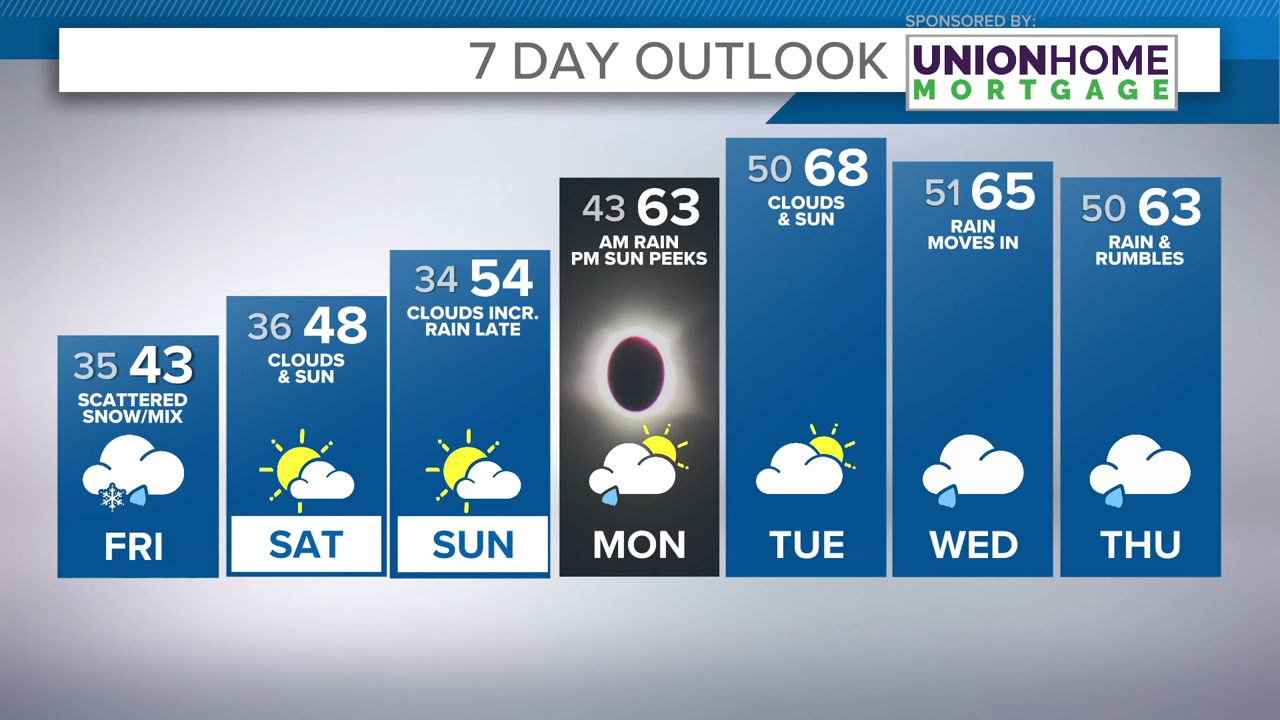 SPONSORED BY:
7 DAY OUTLOOK
UNIONHOME
MORTGAGE
35 43
SCATTERED
SNOW/MIX
FRI
36 48
CLOUDS
& SUN
SAT
34 54
CLOUDS INCR.
RAIN LATE
SUN
43 63
AM RAIN
PM SUN PEEKS
MON
50 68
CLOUDS
& SUN
TUE
51 65
RAIN
MOVES IN
WED
50 63
RAIN &
RUMBLES
THU